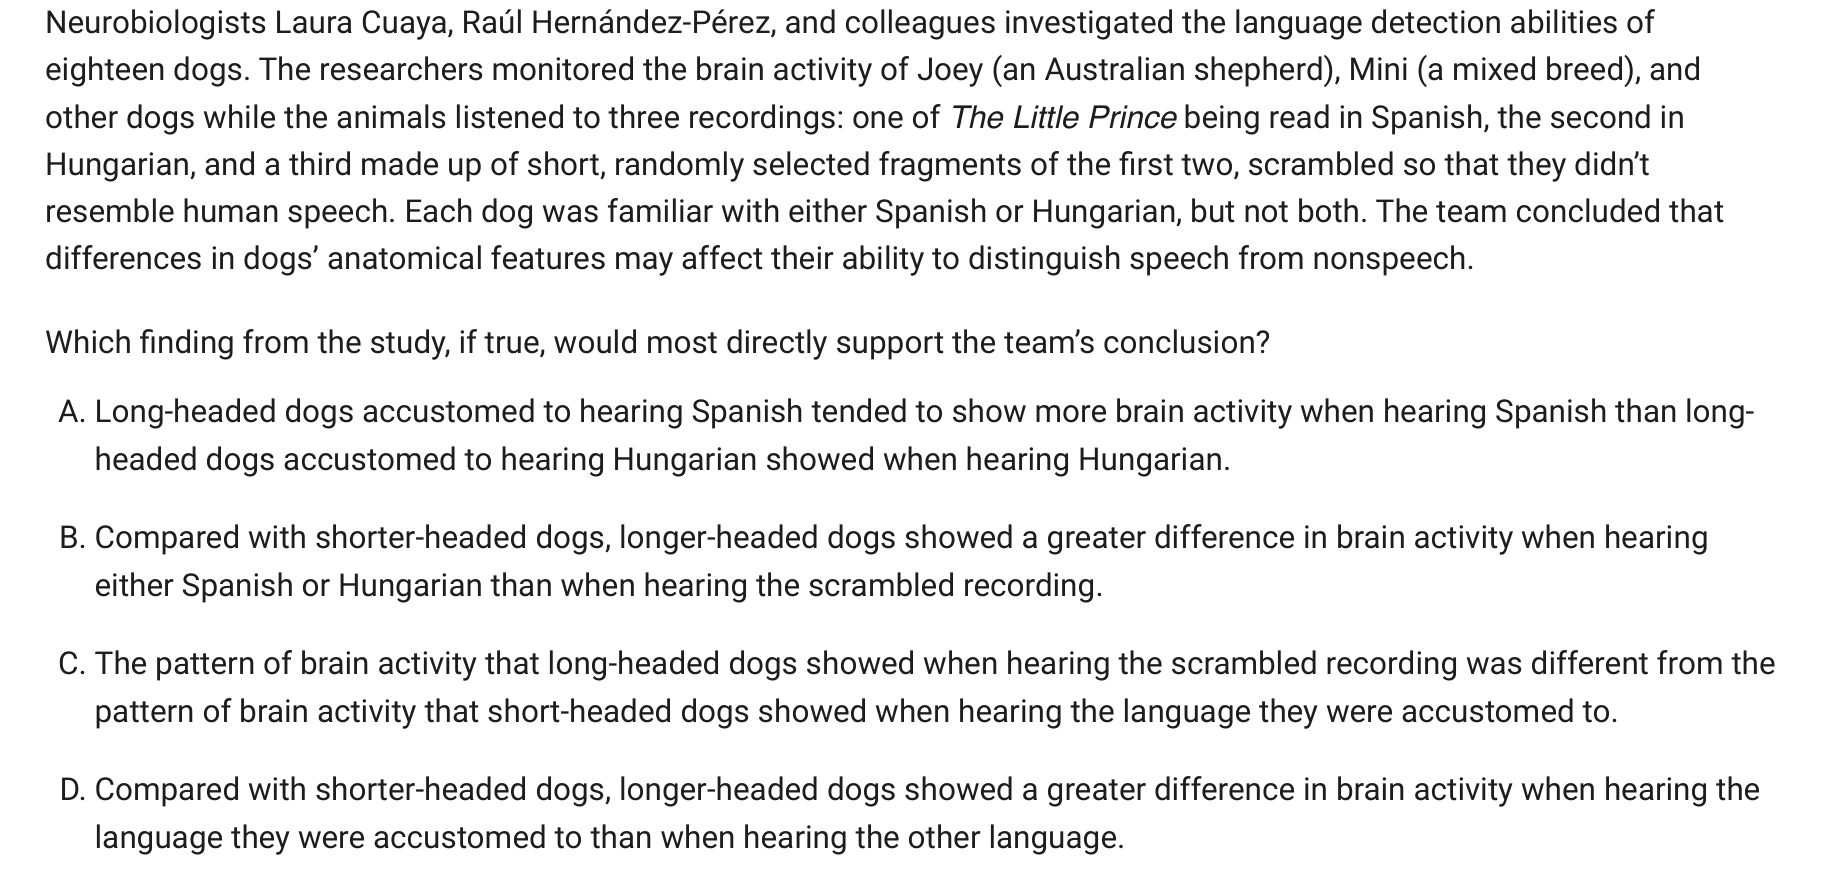 Neurobiologists Laura Cuaya, Raúl Hernández-Pérez, and colleagues investigated the language detection abilities of
eighteen dogs. The researchers monitored the brain activity of Joey (an Australian shepherd), Mini (a mixed breed), and
other dogs while the animals listened to three recordings: one of The Little Prince being read in Spanish, the second in
Hungarian, and a third made up of short, randomly selected fragments of the first two, scrambled so that they didn’t
resemble human speech. Each dog was familiar with either Spanish or Hungarian, but not both. The team concluded that
differences in dogs’ anatomical features may affect their ability to distinguish speech from nonspeech.
Which finding from the study, if true, would most directly support the team’s conclusion?
A. Long-headed dogs accustomed to hearing Spanish tended to show more brain activity when hearing Spanish than long-
headed dogs accustomed to hearing Hungarian showed when hearing Hungarian.
B. Compared with shorter-headed dogs, longer-headed dogs showed a greater difference in brain activity when hearing
either Spanish or Hungarian than when hearing the scrambled recording.
C. The pattern of brain activity that long-headed dogs showed when hearing the scrambled recording was different from the
pattern of brain activity that short-headed dogs showed when hearing the language they were accustomed to.
D. Compared with shorter-headed dogs, longer-headed dogs showed a greater difference in brain activity when hearing the
language they were accustomed to than when hearing the other language.